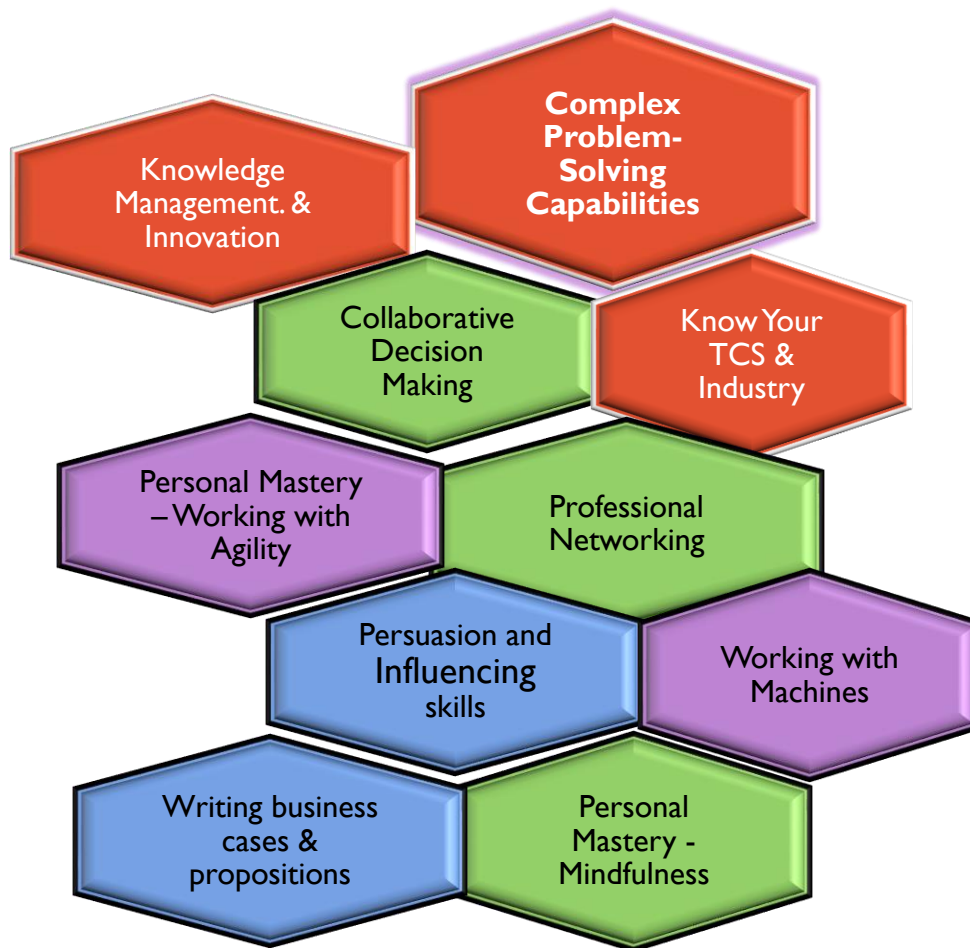 Complex
Problem-
Solving
Capabilities
Knowledge
Management. &
Innovation
Collaborative
Decision
Making
Know Your
TCS &
Industry
Personal Mastery
– Working with
Agility
Professional
Networking
Persuasion and
Influencing
skills
Working with
Machines
Writing business
cases &
propositions
Personal
Mastery -
Mindfulness